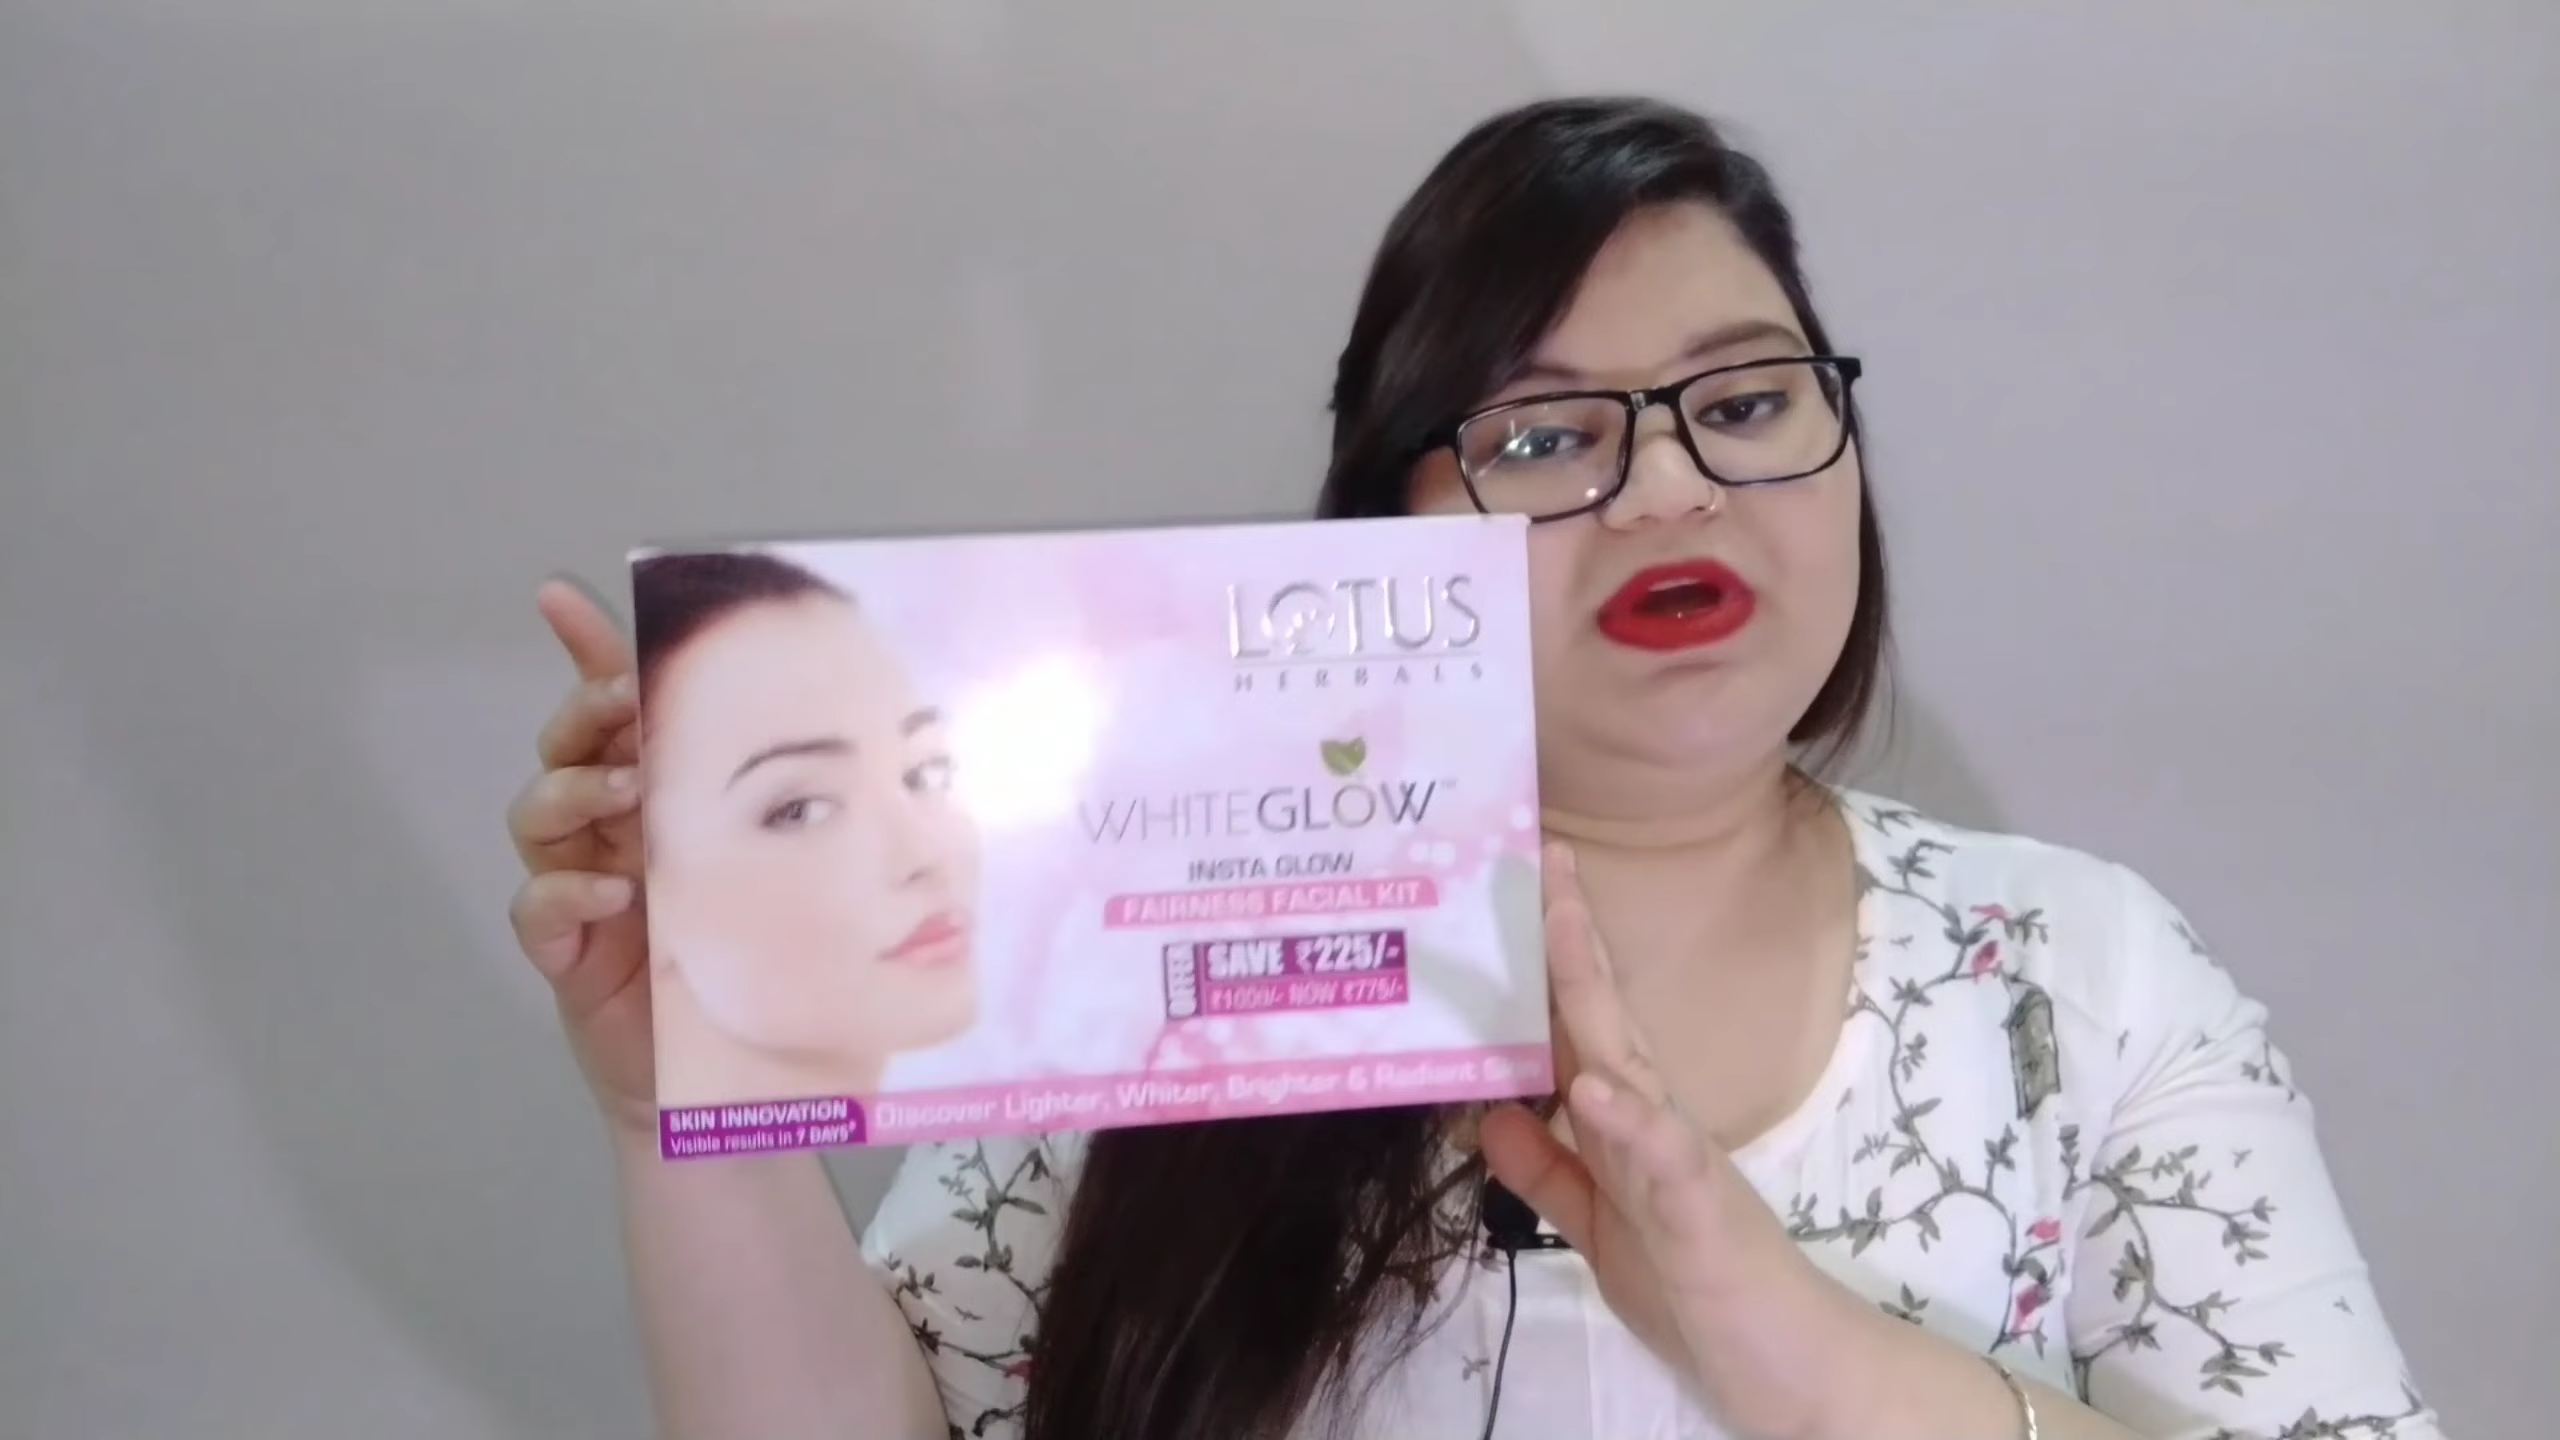 LOTUS
HERBALS
WHITEGLOW™
INSTA GLOW
FAIRNESS FACIAL KIT
OFFER
SAVE ₹225/-
₹1000/- NOW ₹775/-
SKIN INNOVATION
Visible results in 7 DAYS*
Discover Lighter, Whiter, Brighter & Radiant Skin